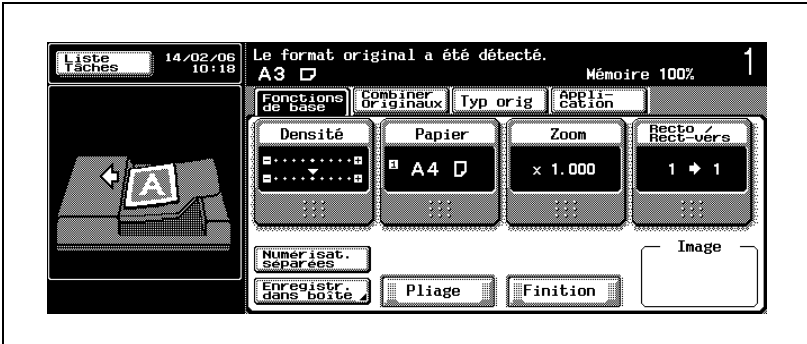 Liste
Tâches
14/02/06
10:18
Le format original a été détecté.
A3
Mémoire 100%
1
Fonctions
de base
Combiner
Originaux
Typ orig
Appli-
cation
Densité
Papier
Zoom
Recto /
Rect-vers
1 A4
× 1.000
1 ➔ 1
A
Numérisat.
séparées
Image
Enregistr.
dans boîte
Pliage
Finition